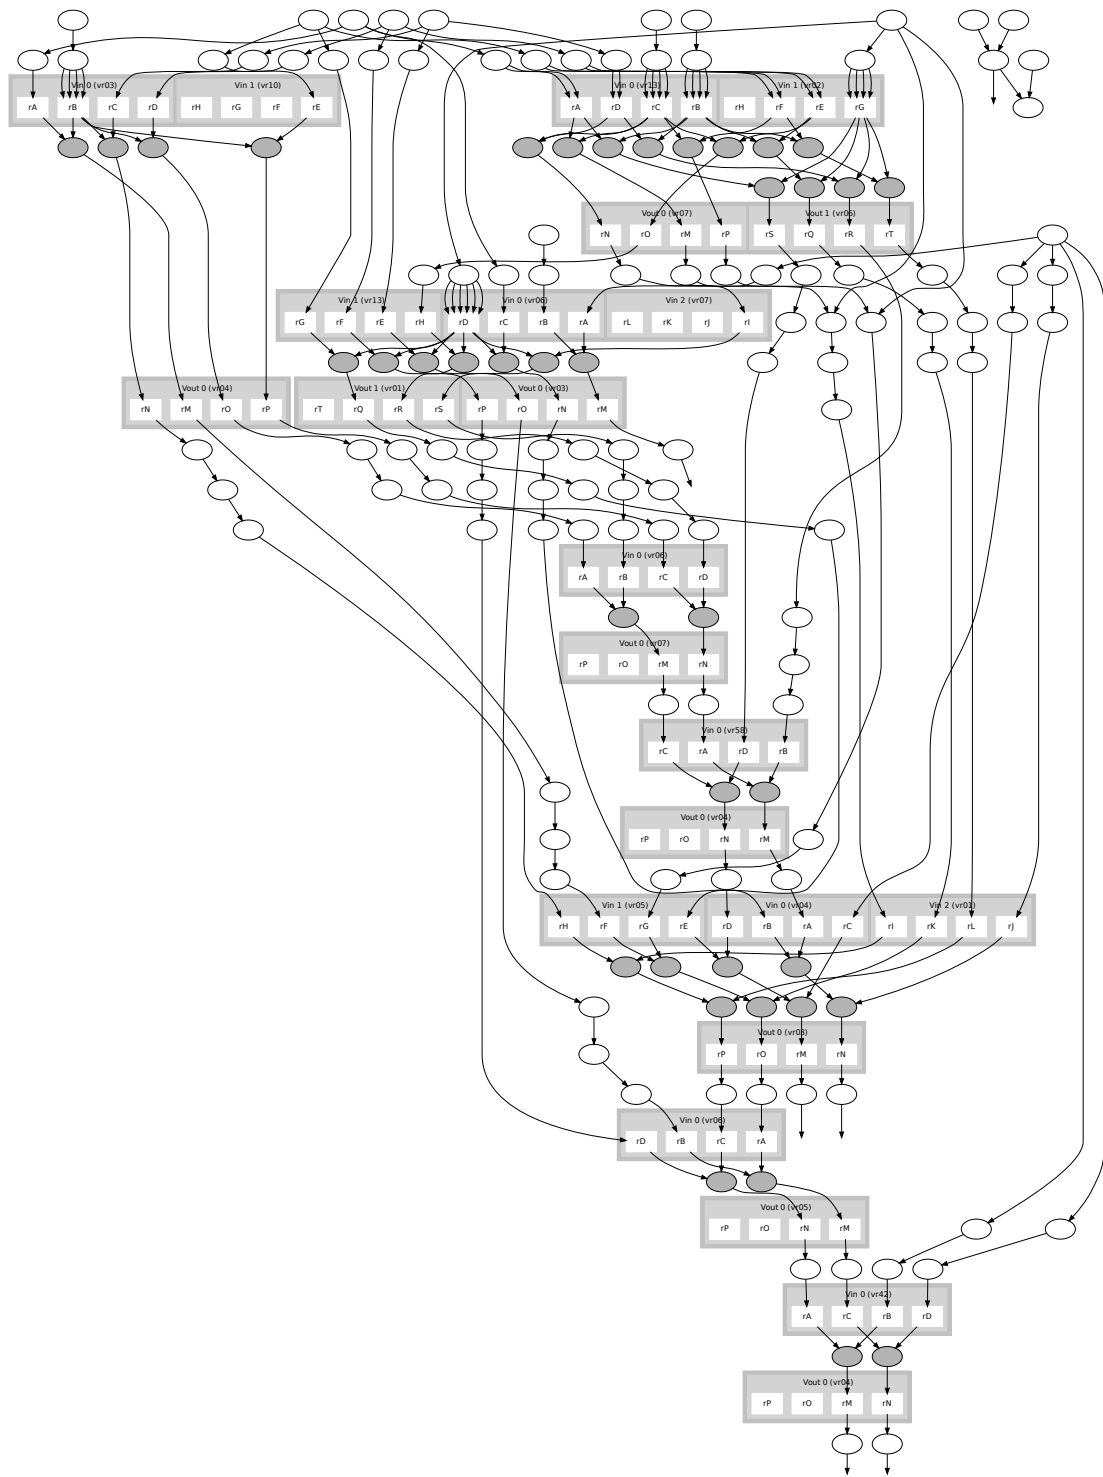 Vin 0 (vr03) Vin 1 (vr10) Vin 0 (vr13) Vin 1 (vr02)
rA rB rC rD rH rG rF rE rA rD rC rB rH rF rE rG
Vout 0 (vr07) Vout 1 (vr06)
rN rO rM rP rS rQ rR rT
Vin 1 (vr13) Vin 0 (vr06) Vin 2 (vr07)
rG rF rE rH rD rC rB rA rL rK rJ rI
Vout 0 (vr04) Vout 1 (vr01) Vout 0 (vr03)
rN rM rO rP rT rQ rR rS rP rO rN rM
Vin 0 (vr06)
rA rB rC rD
Vout 0 (vr07)
rP rO rM rN
Vin 0 (vr58)
rC rA rD rB
Vout 0 (vr04)
rP rO rN rM
Vin 1 (vr05) Vin 0 (vr04) Vin 2 (vr01)
rH rF rG rE rD rB rA rC rI rK rL rJ
Vout 0 (vr03)
rP rO rM rN
Vin 0 (vr06)
rD rB rC rA
Vout 0 (vr05)
rP rO rN rM
Vin 0 (vr42)
rA rC rB rD
Vout 0 (vr04)
rP rO rM rN